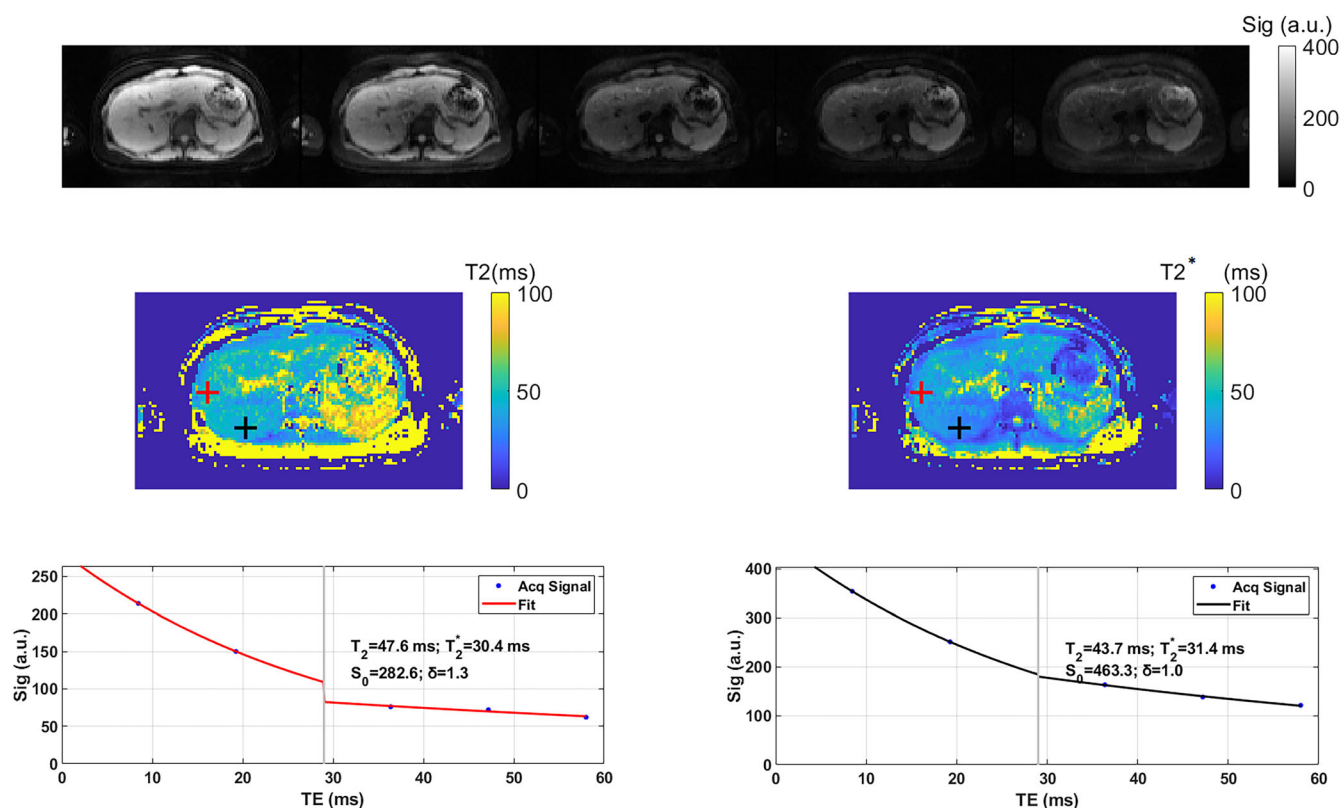 Sig (a.u.)
400
200
0
T2(ms)
100
50
0
T2* (ms)
100
50
0
250
200
150
100
50
0
Sig (a.u.)
Acq Signal
Fit
T2=47.6 ms; T2*=30.4 ms
S0=282.6; δ=1.3
0 10 20 30 40 50 60
TE (ms)
400
300
200
100
0
Sig (a.u.)
Acq Signal
Fit
T2=43.7 ms; T2*=31.4 ms
S0=463.3; δ=1.0
0 10 20 30 40 50 60
TE (ms)